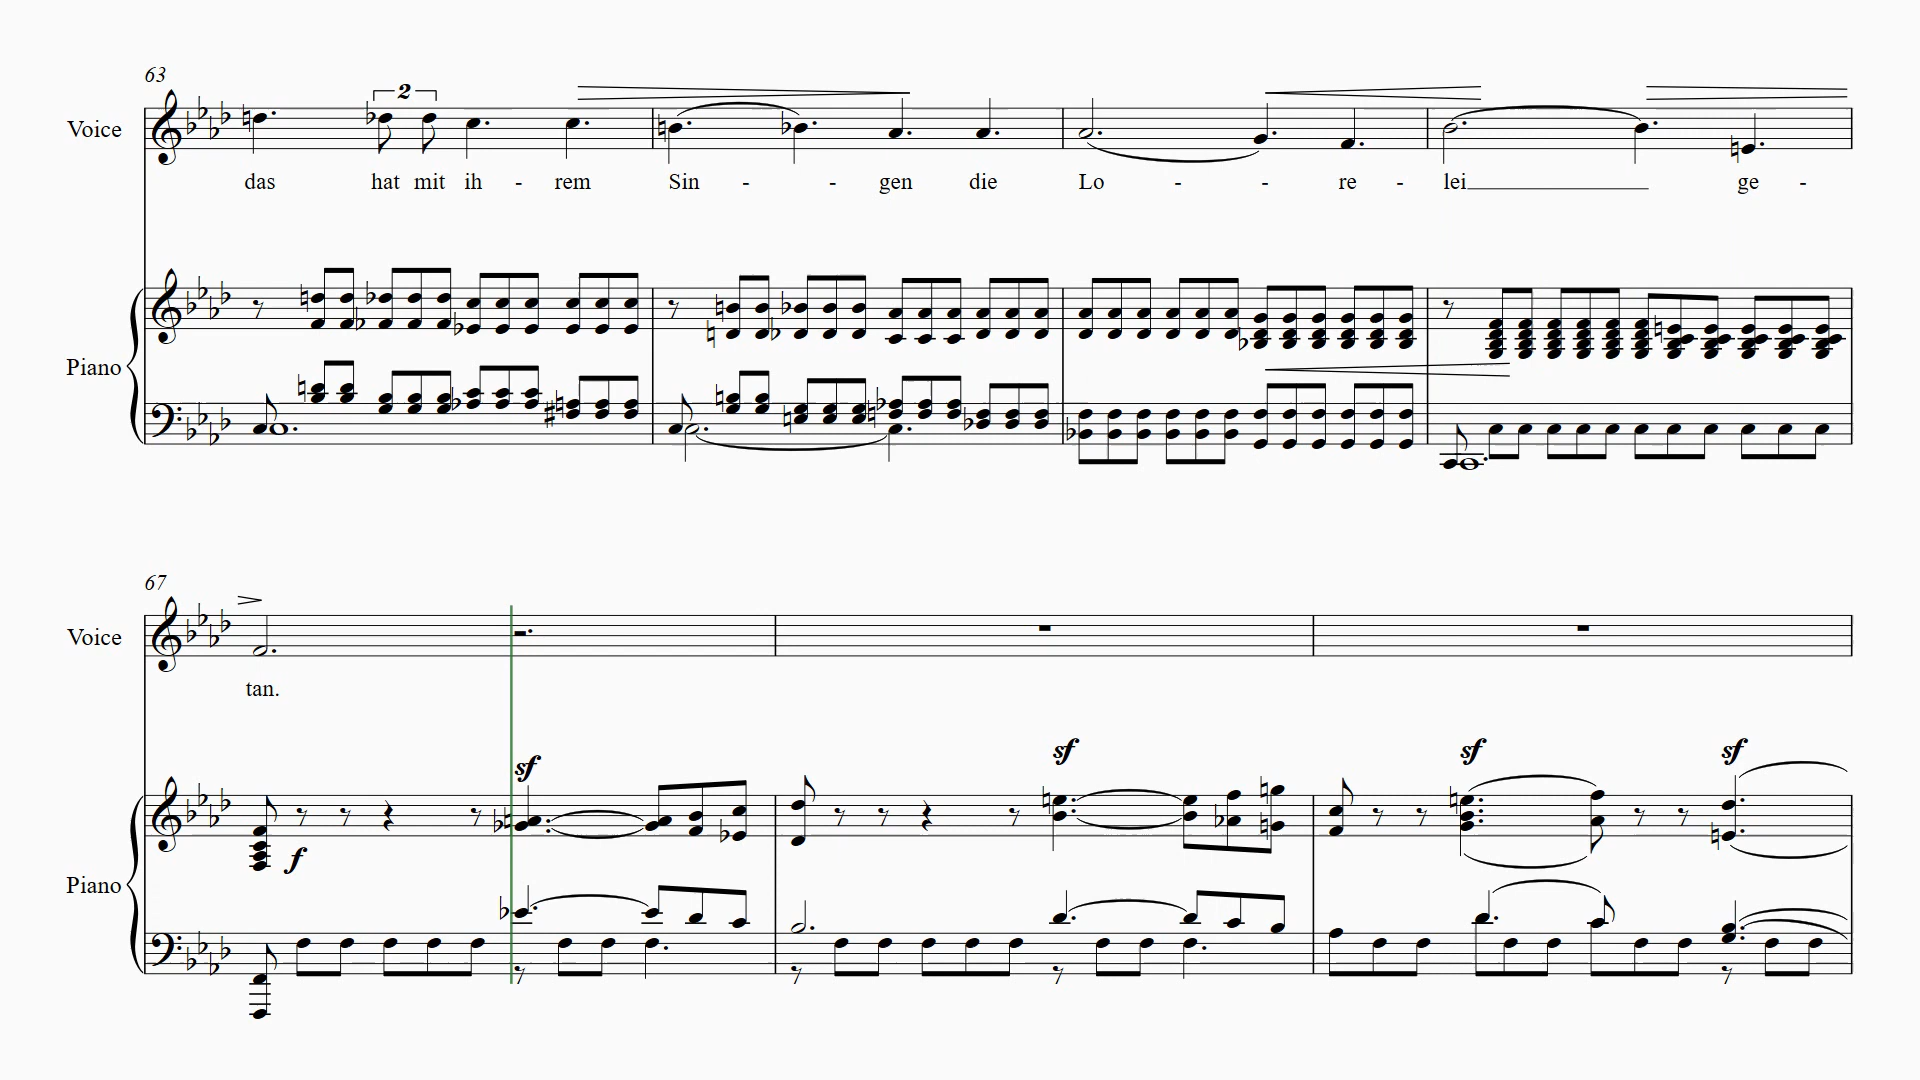 63
2
Voice
das hat mit ih - rem Sin - - gen die Lo - - re - lei ge -
Piano
67
Voice
tan.
sf sf sf sf
f
Piano